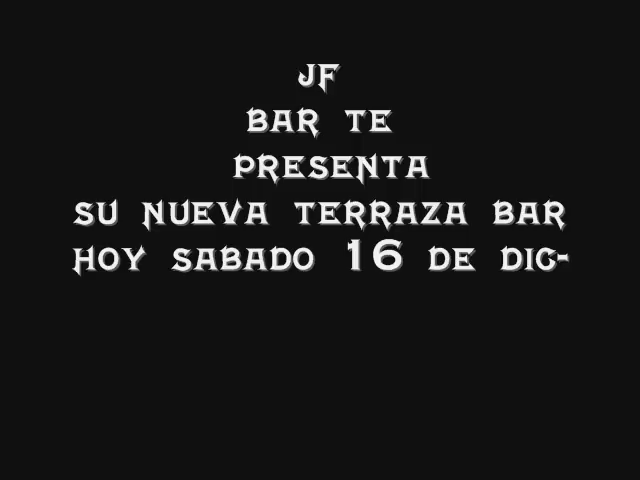 JF
BAR TE
PRESENTA
SU NUEVA TERRAZA BAR
HOY SABADO 16 DE DIC-